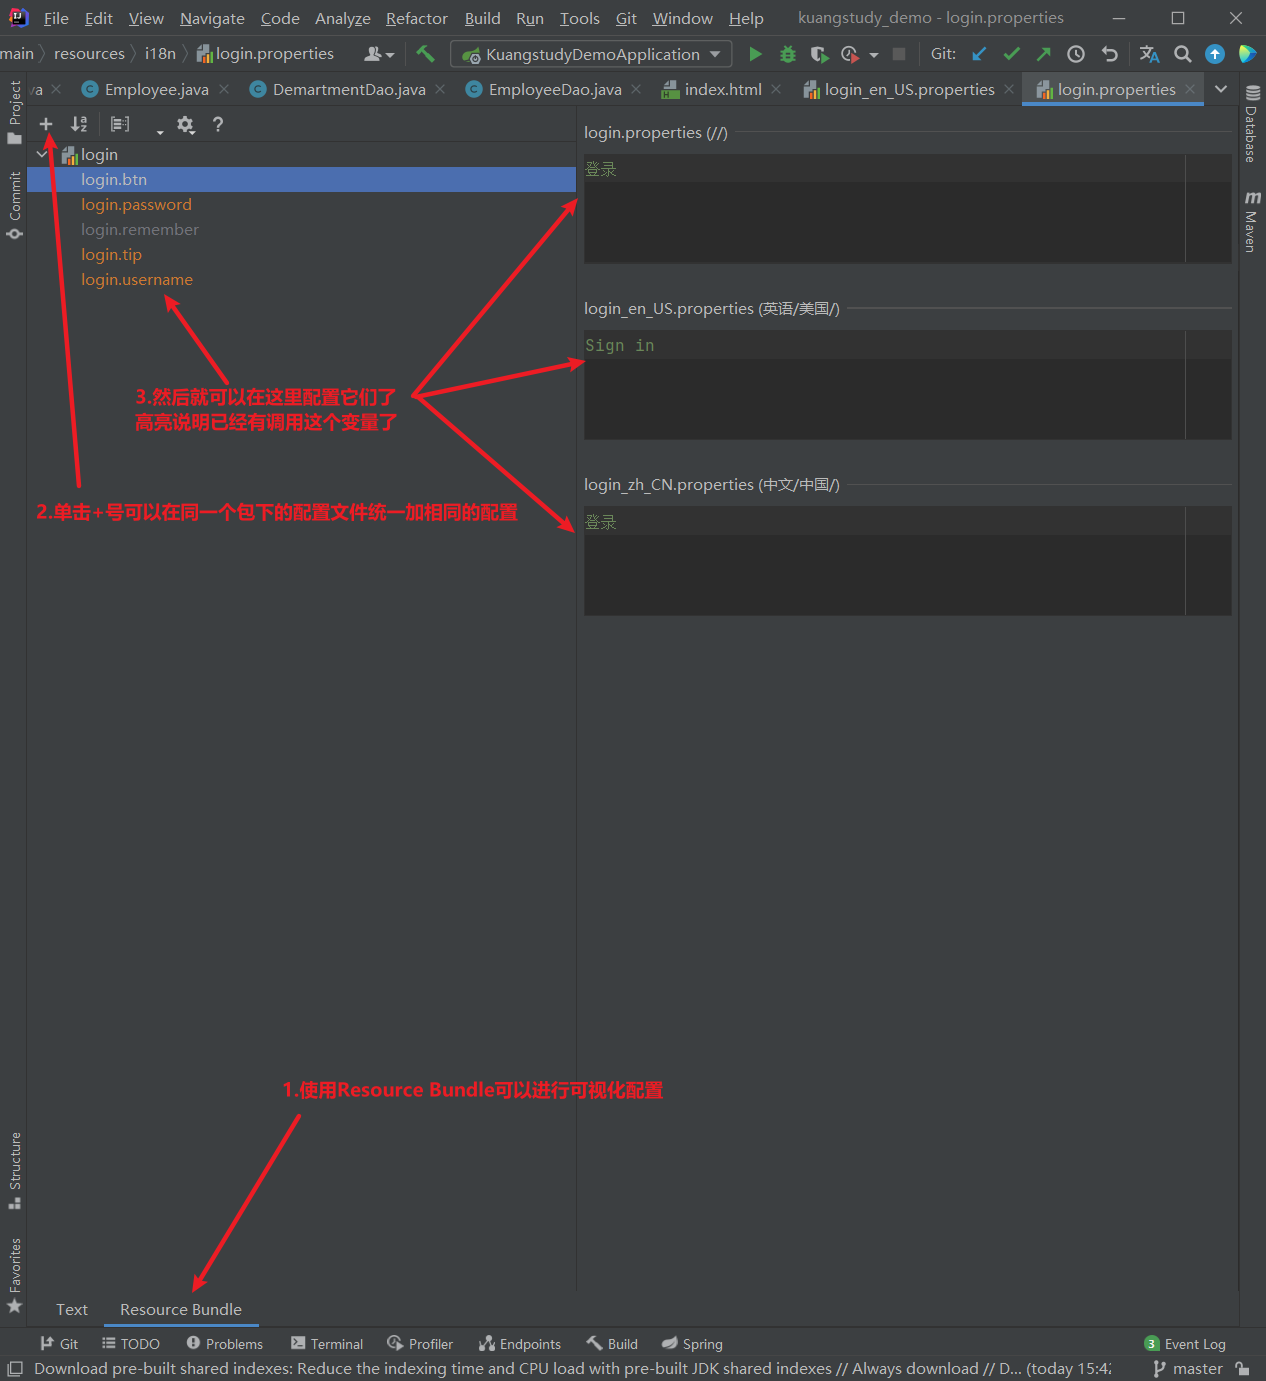 File Edit View Navigate Code Analyze Refactor Build Run Tools Git Window Help kuangstudy_demo - login.properties
main resources i18n login.properties KuangstudyDemoApplication Git:
va Employee.java DemartmentDao.java EmployeeDao.java index.html login_en_US.properties login.properties
Project
Commit
Structure
Favorites
Database
m Maven
login
login.btn
login.password
login.remember
login.tip
login.username
login.properties (//)
登录
login_en_US.properties (英语/美国/)
Sign in
login_zh_CN.properties (中文/中国/)
登录
3.然后就可以在这里配置它们了
高亮说明已经有调用这个变量了
2.单击+号可以在同一个包下的配置文件统一加相同的配置
1.使用Resource Bundle可以进行可视化配置
Text Resource Bundle
Git TODO Problems Terminal Profiler Endpoints Build Spring 3 Event Log
Download pre-built shared indexes: Reduce the indexing time and CPU load with pre-built JDK shared indexes // Always download // D... (today 15:42 master